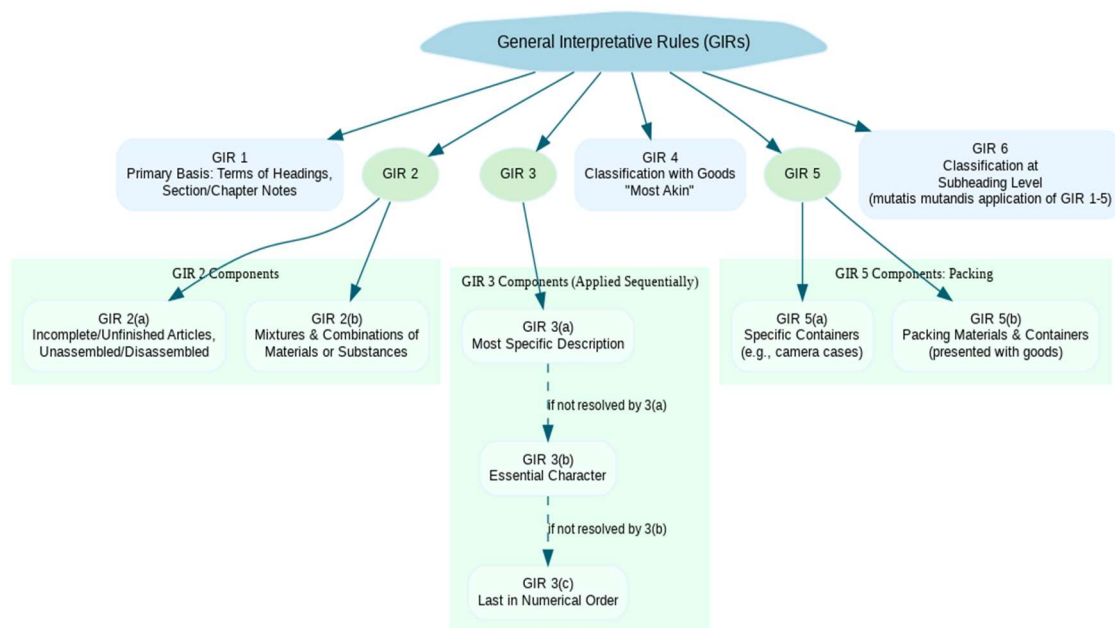 General Interpretative Rules (GIRs)
GIR 1
Primary Basis: Terms of Headings,
Section/Chapter Notes
GIR 2
GIR 3
GIR 4
Classification with Goods
"Most Akin"
GIR 5
GIR 6
Classification at
Subheading Level
(mutatis mutandis application of GIR 1-5)
GIR 2 Components
GIR 2(a)
Incomplete/Unfinished Articles,
Unassembled/Disassembled
GIR 2(b)
Mixtures & Combinations of
Materials or Substances
GIR 3 Components (Applied Sequentially)
GIR 3(a)
Most Specific Description
if not resolved by 3(a)
GIR 3(b)
Essential Character
if not resolved by 3(b)
GIR 3(c)
Last in Numerical Order
GIR 5 Components: Packing
GIR 5(a)
Specific Containers
(e.g., camera cases)
GIR 5(b)
Packing Materials & Containers
(presented with goods)